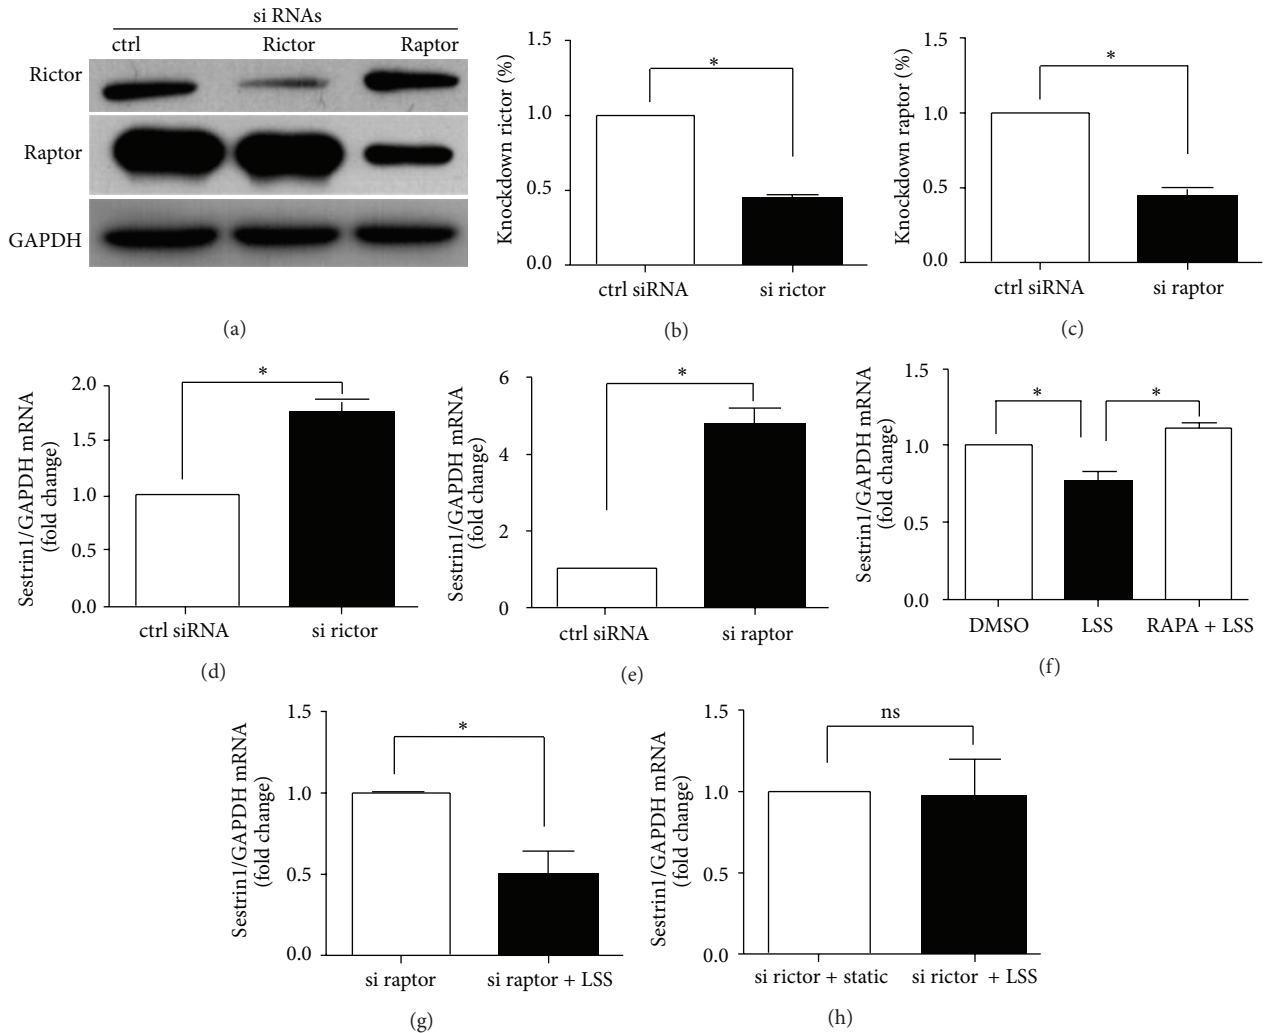 si RNAs
ctrl Rictor Raptor
Rictor
Raptor
GAPDH
(a)
Knockdown rictor (%)
1.5
1.0
0.5
0.0
*
ctrl siRNA si rictor
(b)
Knockdown raptor (%)
1.5
1.0
0.5
0.0
*
ctrl siRNA si raptor
(c)
Sestrin1/GAPDH mRNA
(fold change)
2.0
1.5
1.0
0.5
0.0
*
ctrl siRNA si rictor
(d)
Sestrin1/GAPDH mRNA
(fold change)
6
4
2
0
*
ctrl siRNA si raptor
(e)
Sestrin1/GAPDH mRNA
(fold change)
1.5
1.0
0.5
0.0
* *
DMSO LSS RAPA + LSS
(f)
Sestrin1/GAPDH mRNA
(fold change)
1.5
1.0
0.5
0.0
*
si raptor si raptor + LSS
(g)
Sestrin1/GAPDH mRNA
(fold change)
1.5
1.0
0.5
0.0
ns
si rictor + static si rictor + LSS
(h)